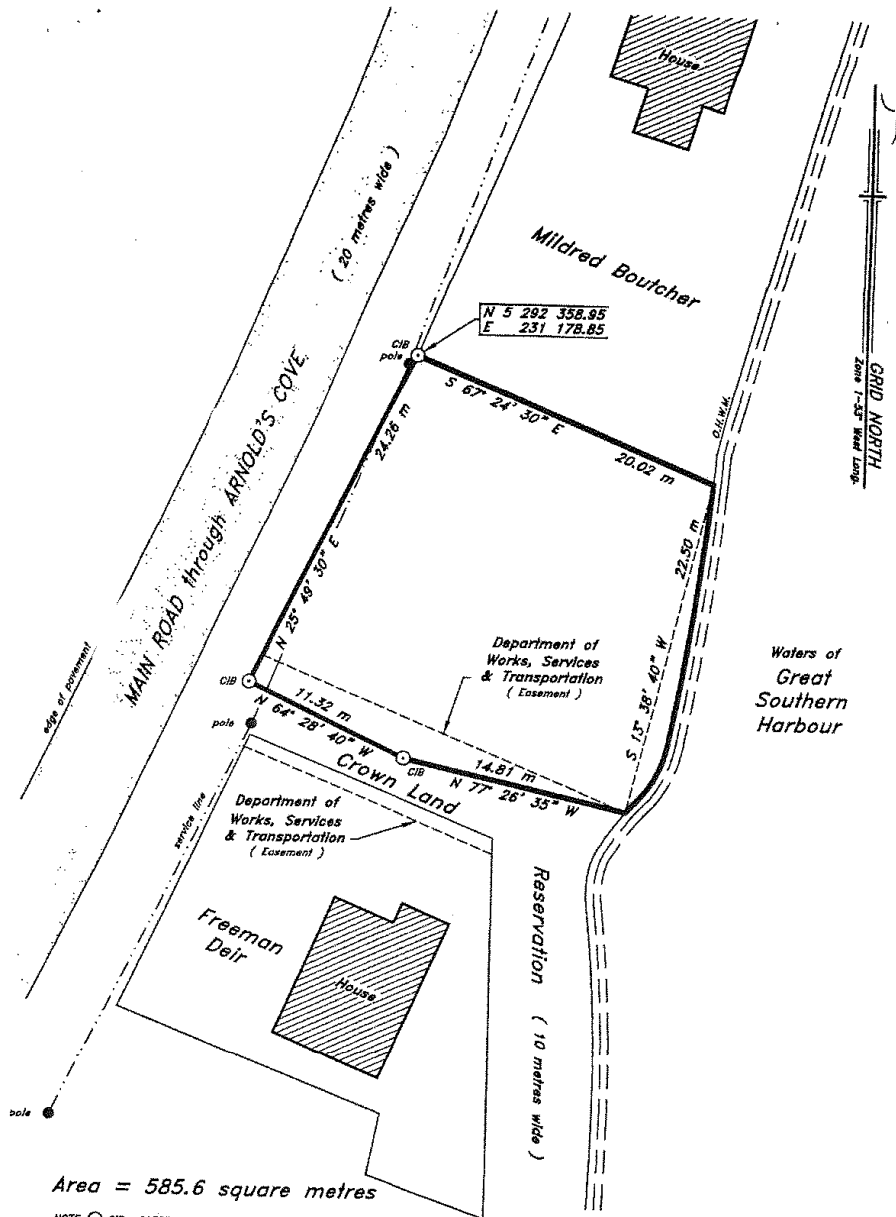 House
( 20 metres wide )
Mildred Boutcher
N 5 292 358.95
E 231 178.85
CIB
pole
GRID NORTH
Zone 1-53° West Long.
S 67° 24' 30" E
20.02 m
O.H.W.M.
24.26 m
N 25° 49' 30" E
MAIN ROAD through ARNOLD'S COVE
edge of pavement
22.50 m
S 13° 38' 40" W
Department of
Works, Services
& Transportation
( Easement )
Waters of
Great
Southern
Harbour
CIB
pole
11.32 m
N 64° 28' 40" W
CIB
14.81 m
N 77° 26' 35" W
Crown Land
service line
Department of
Works, Services
& Transportation
( Easement )
Freeman
Deir
House
Reservation ( 10 metres wide )
pole
Area = 585.6 square metres